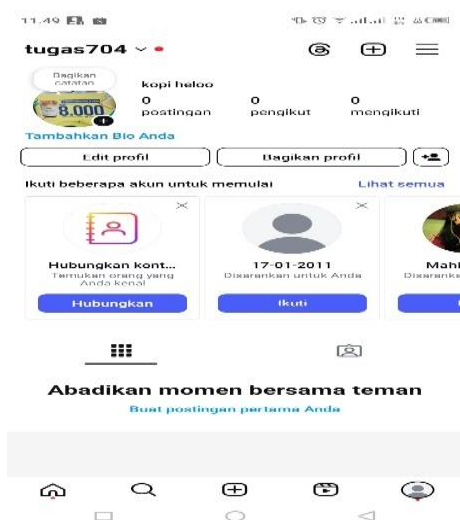 11.49
tugas704
Bagikan
catatan
kopi heloo
8.000
0
postingan
0
pengikut
0
mengikuti
Tambahkan Bio Anda
Edit profil
Bagikan profil
Ikuti beberapa akun untuk memulai
Lihat semua
Hubungkan kont...
Temukan orang yang
Anda kenal
Hubungkan
17-01-2011
Disarankan untuk Anda
Ikuti
Mahl
Disaranka
Abadikan momen bersama teman
Buat postingan pertama Anda